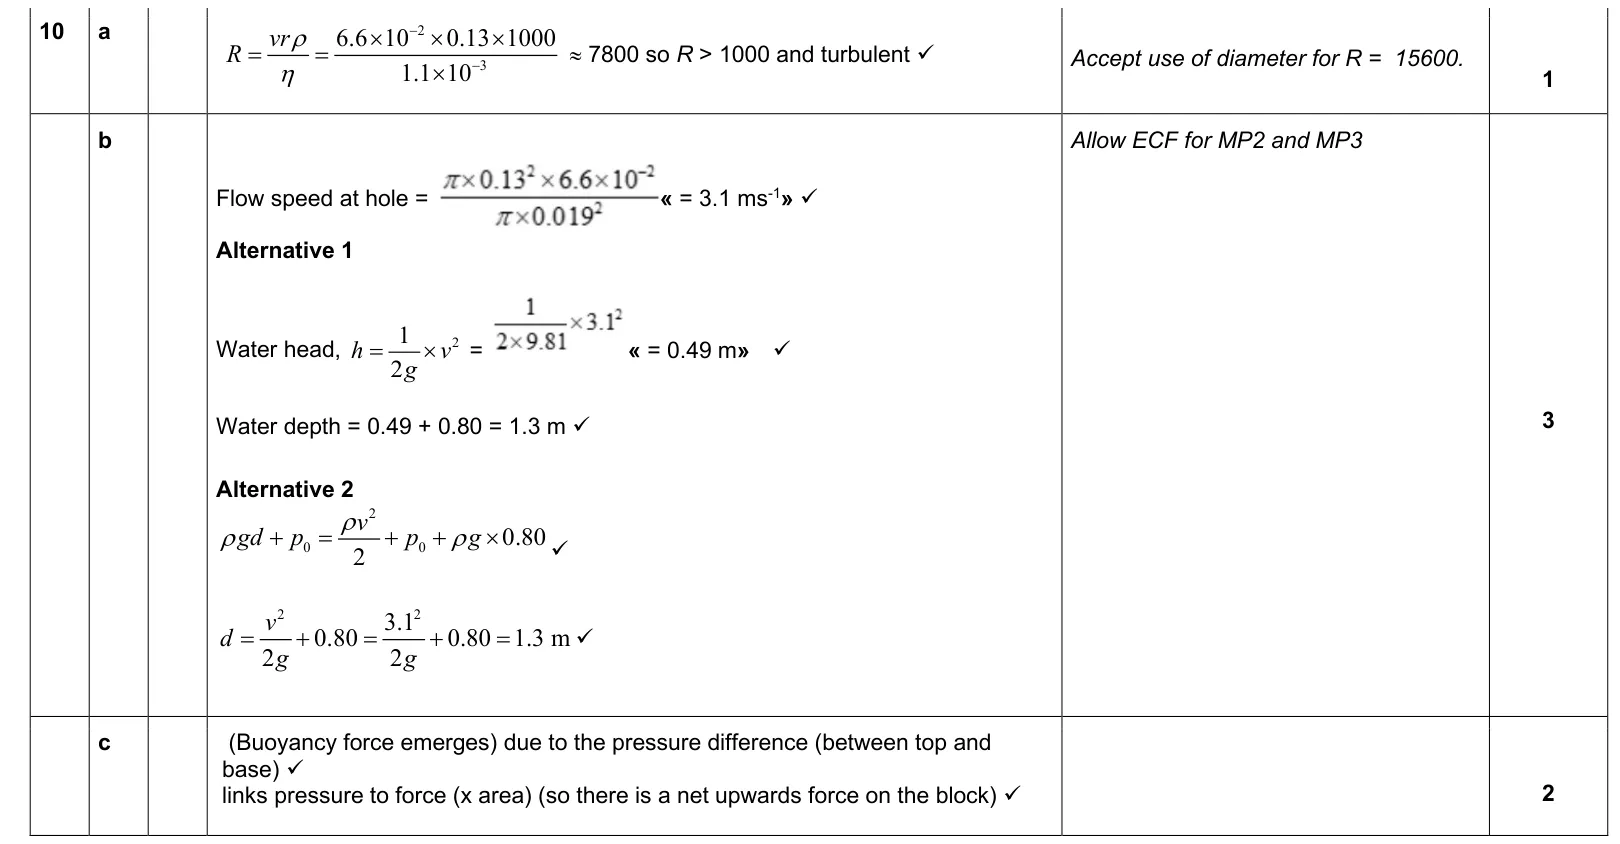 10 a R = vrρ/η = 6.6×10⁻²×0.13×1000 / 1.1×10⁻³ ≈ 7800 so R > 1000 and turbulent ✓ Accept use of diameter for R = 15600. 1
b Allow ECF for MP2 and MP3
Flow speed at hole = π×0.13²×6.6×10⁻² / π×0.019² « = 3.1 ms⁻¹» ✓
Alternative 1
Water head, h = 1/2g × v² = 1/2×9.81 ×3.1² « = 0.49 m» ✓
Water depth = 0.49 + 0.80 = 1.3 m ✓ 3
Alternative 2
ρgd + p₀ = ρv²/2 + p₀ + ρg×0.80 ✓
d = v²/2g + 0.80 = 3.1²/2g + 0.80 = 1.3 m ✓
c (Buoyancy force emerges) due to the pressure difference (between top and
base) ✓
links pressure to force (x area) (so there is a net upwards force on the block) ✓ 2